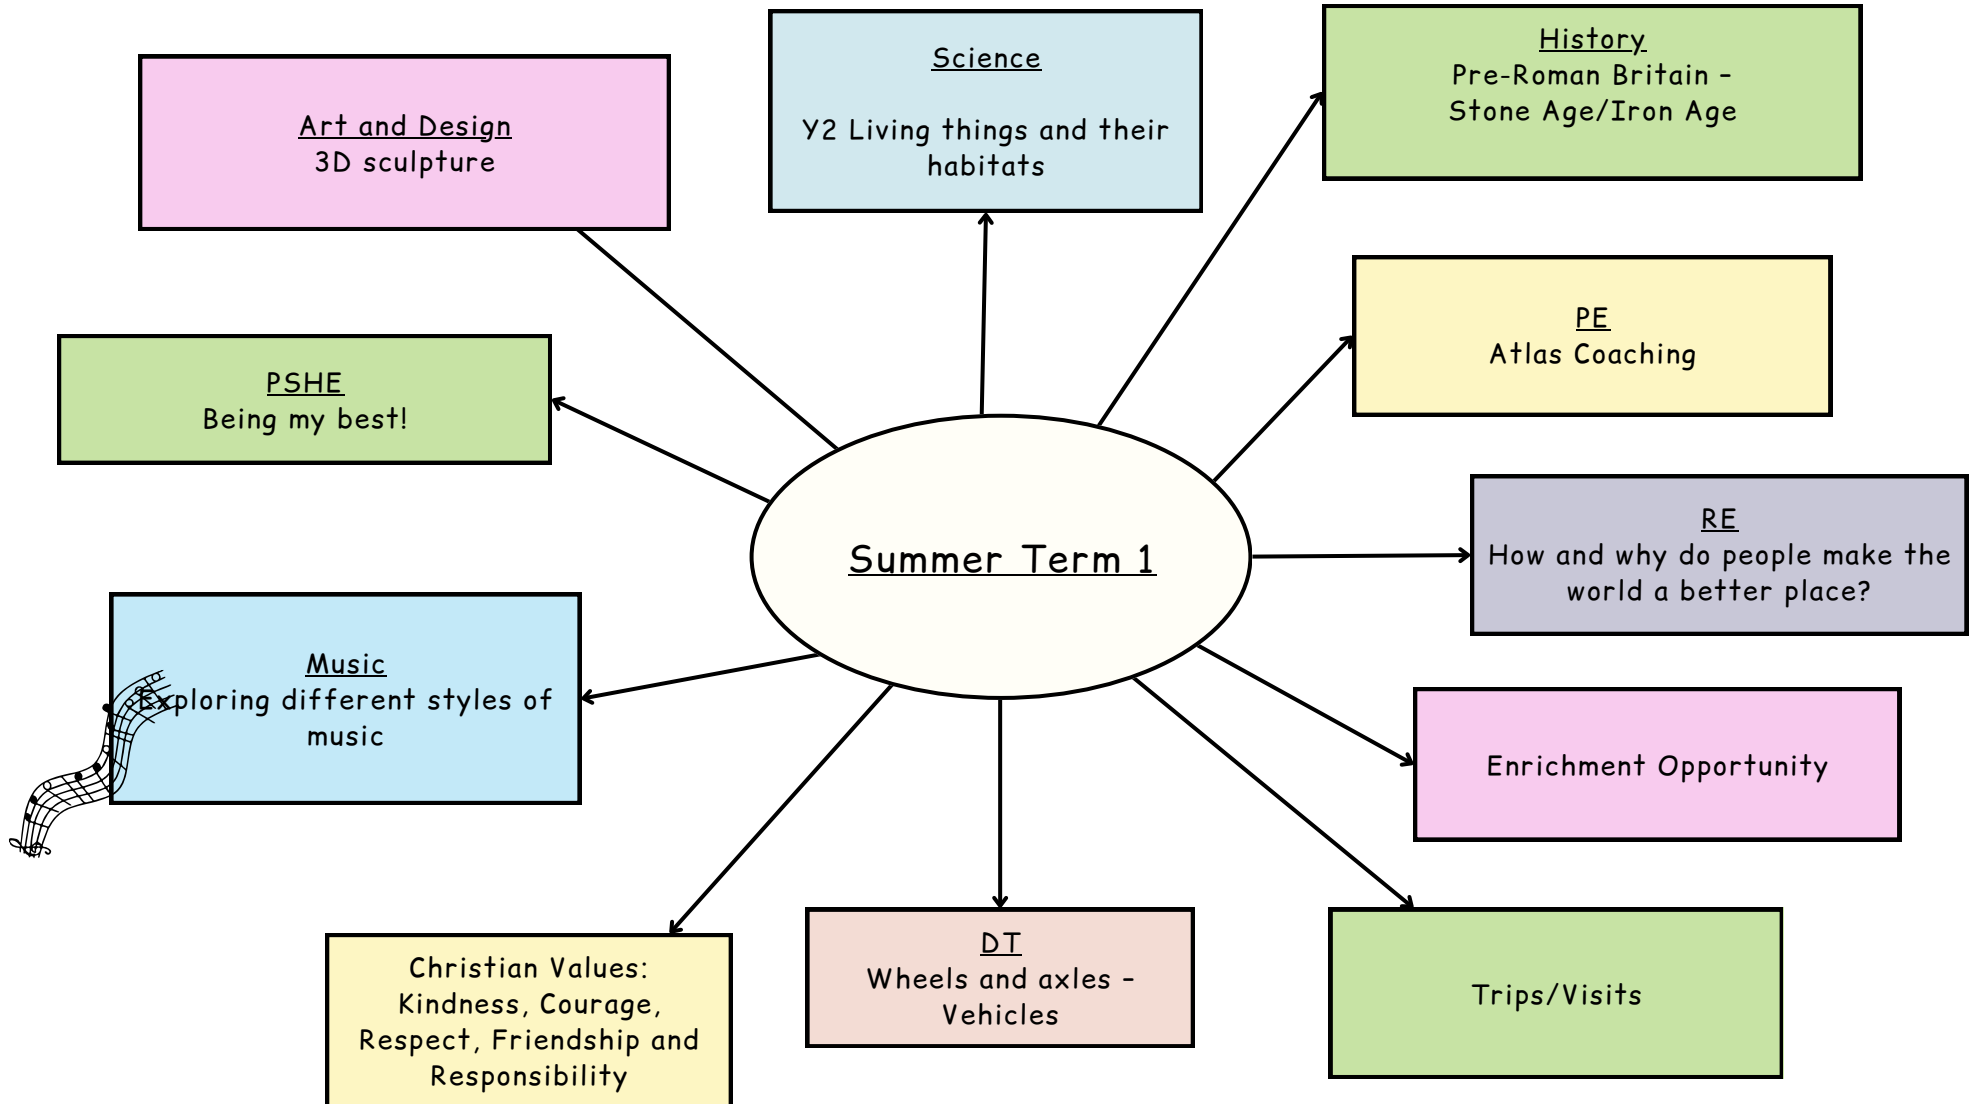 Science
Y2 Living things and their
habitats
History
Pre-Roman Britain -
Stone Age/Iron Age
Art and Design
3D sculpture
PE
Atlas Coaching
PSHE
Being my best!
Summer Term 1
RE
How and why do people make the
world a better place?
Music
Exploring different styles of
music
Enrichment Opportunity
Christian Values:
Kindness, Courage,
Respect, Friendship and
Responsibility
DT
Wheels and axles -
Vehicles
Trips/Visits